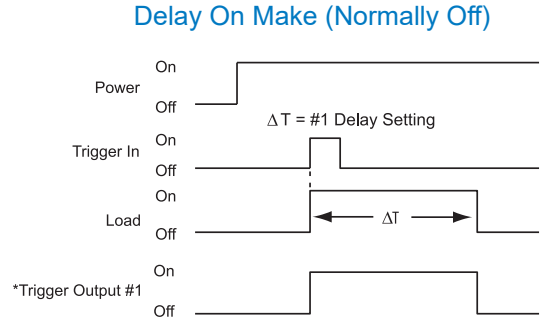 Delay On Make (Normally Off)
On
Power
Off
Δ T = #1 Delay Setting
On
Trigger In
Off
On
Load
ΔT
Off
On
*Trigger Output #1
Off